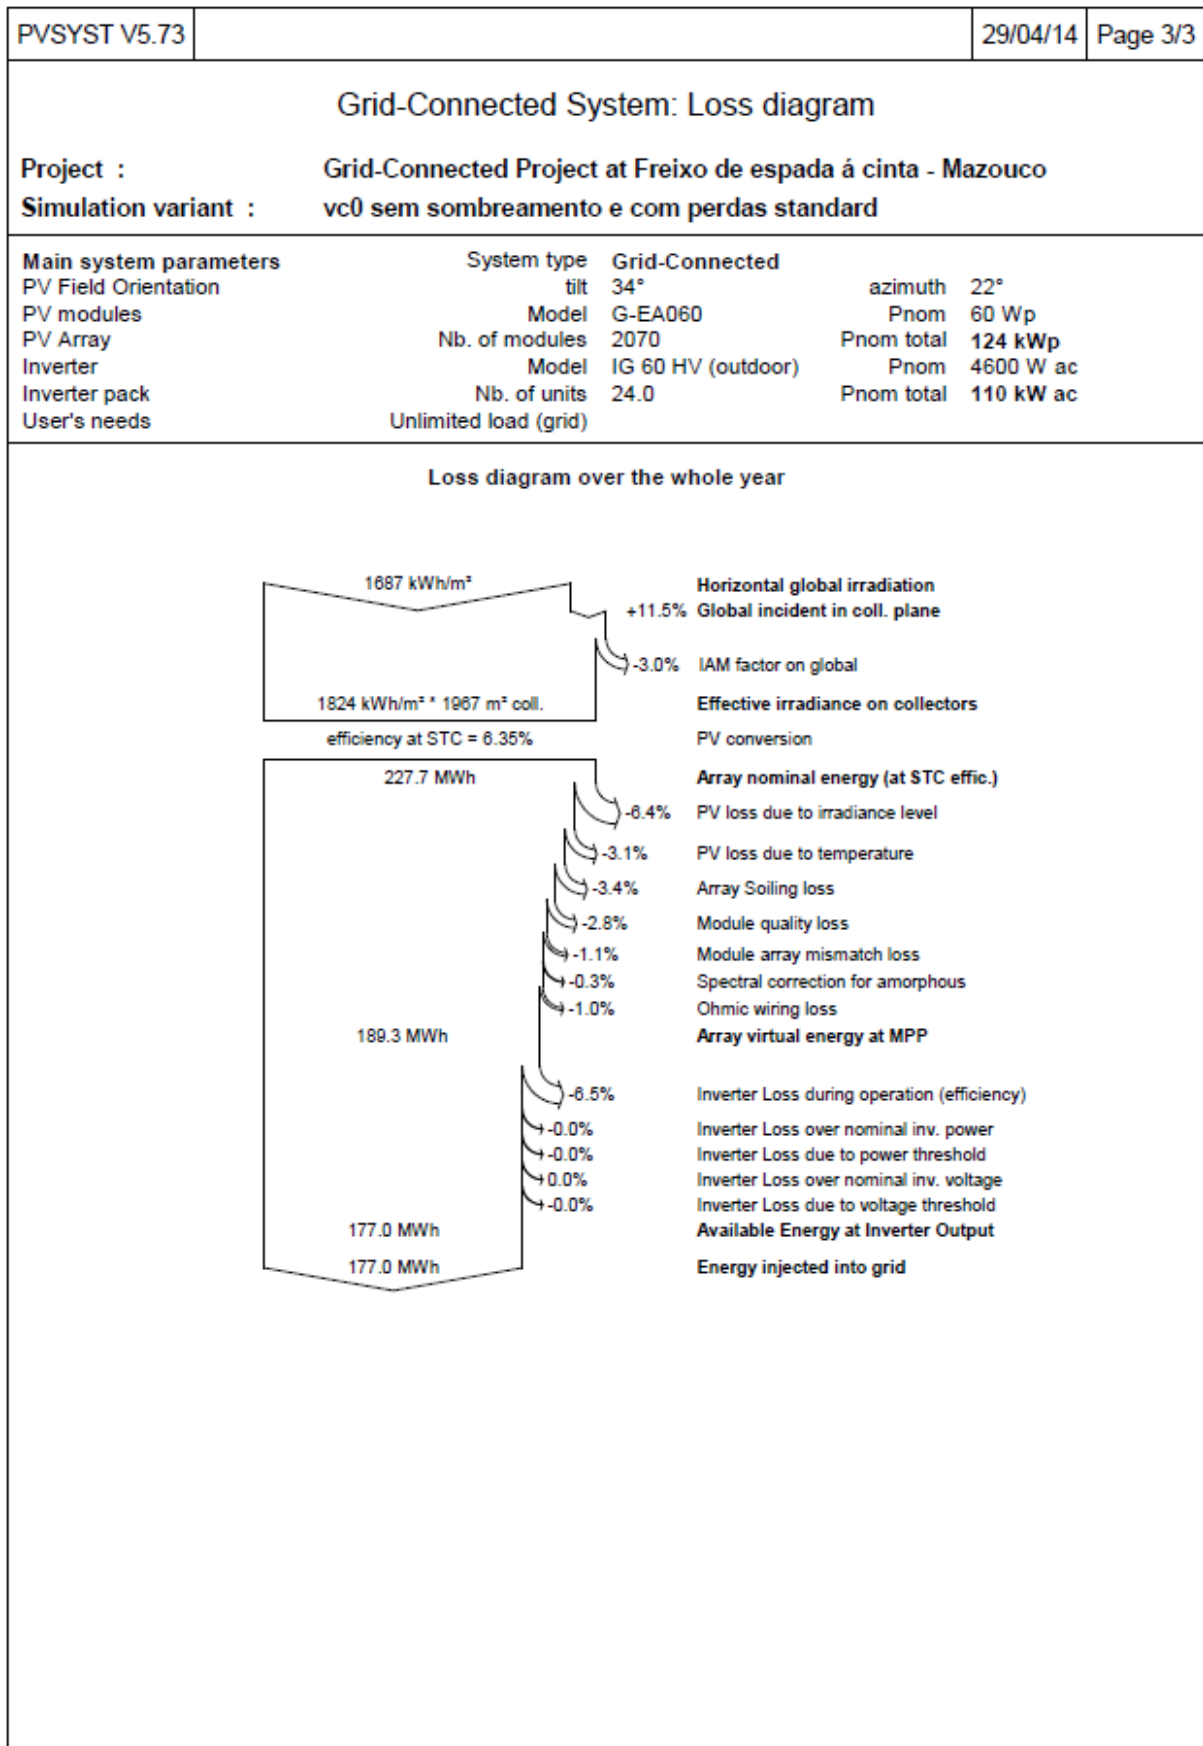 PVSYST V5.73 29/04/14 Page 3/3
Grid-Connected System: Loss diagram
Project : Grid-Connected Project at Freixo de espada á cinta - Mazouco
Simulation variant : vc0 sem sombreamento e com perdas standard
Main system parameters System type Grid-Connected
PV Field Orientation tilt 34° azimuth 22°
PV modules Model G-EA060 Pnom 60 Wp
PV Array Nb. of modules 2070 Pnom total 124 kWp
Inverter Model IG 60 HV (outdoor) Pnom 4600 W ac
Inverter pack Nb. of units 24.0 Pnom total 110 kW ac
User's needs Unlimited load (grid)
Loss diagram over the whole year
1687 kWh/m² Horizontal global irradiation
+11.5% Global incident in coll. plane
-3.0% IAM factor on global
1824 kWh/m² * 1967 m² coll. Effective irradiance on collectors
efficiency at STC = 6.35% PV conversion
227.7 MWh Array nominal energy (at STC effic.)
-6.4% PV loss due to irradiance level
-3.1% PV loss due to temperature
-3.4% Array Soiling loss
-2.8% Module quality loss
-1.1% Module array mismatch loss
-0.3% Spectral correction for amorphous
-1.0% Ohmic wiring loss
189.3 MWh Array virtual energy at MPP
-6.5% Inverter Loss during operation (efficiency)
-0.0% Inverter Loss over nominal inv. power
-0.0% Inverter Loss due to power threshold
0.0% Inverter Loss over nominal inv. voltage
-0.0% Inverter Loss due to voltage threshold
177.0 MWh Available Energy at Inverter Output
177.0 MWh Energy injected into grid